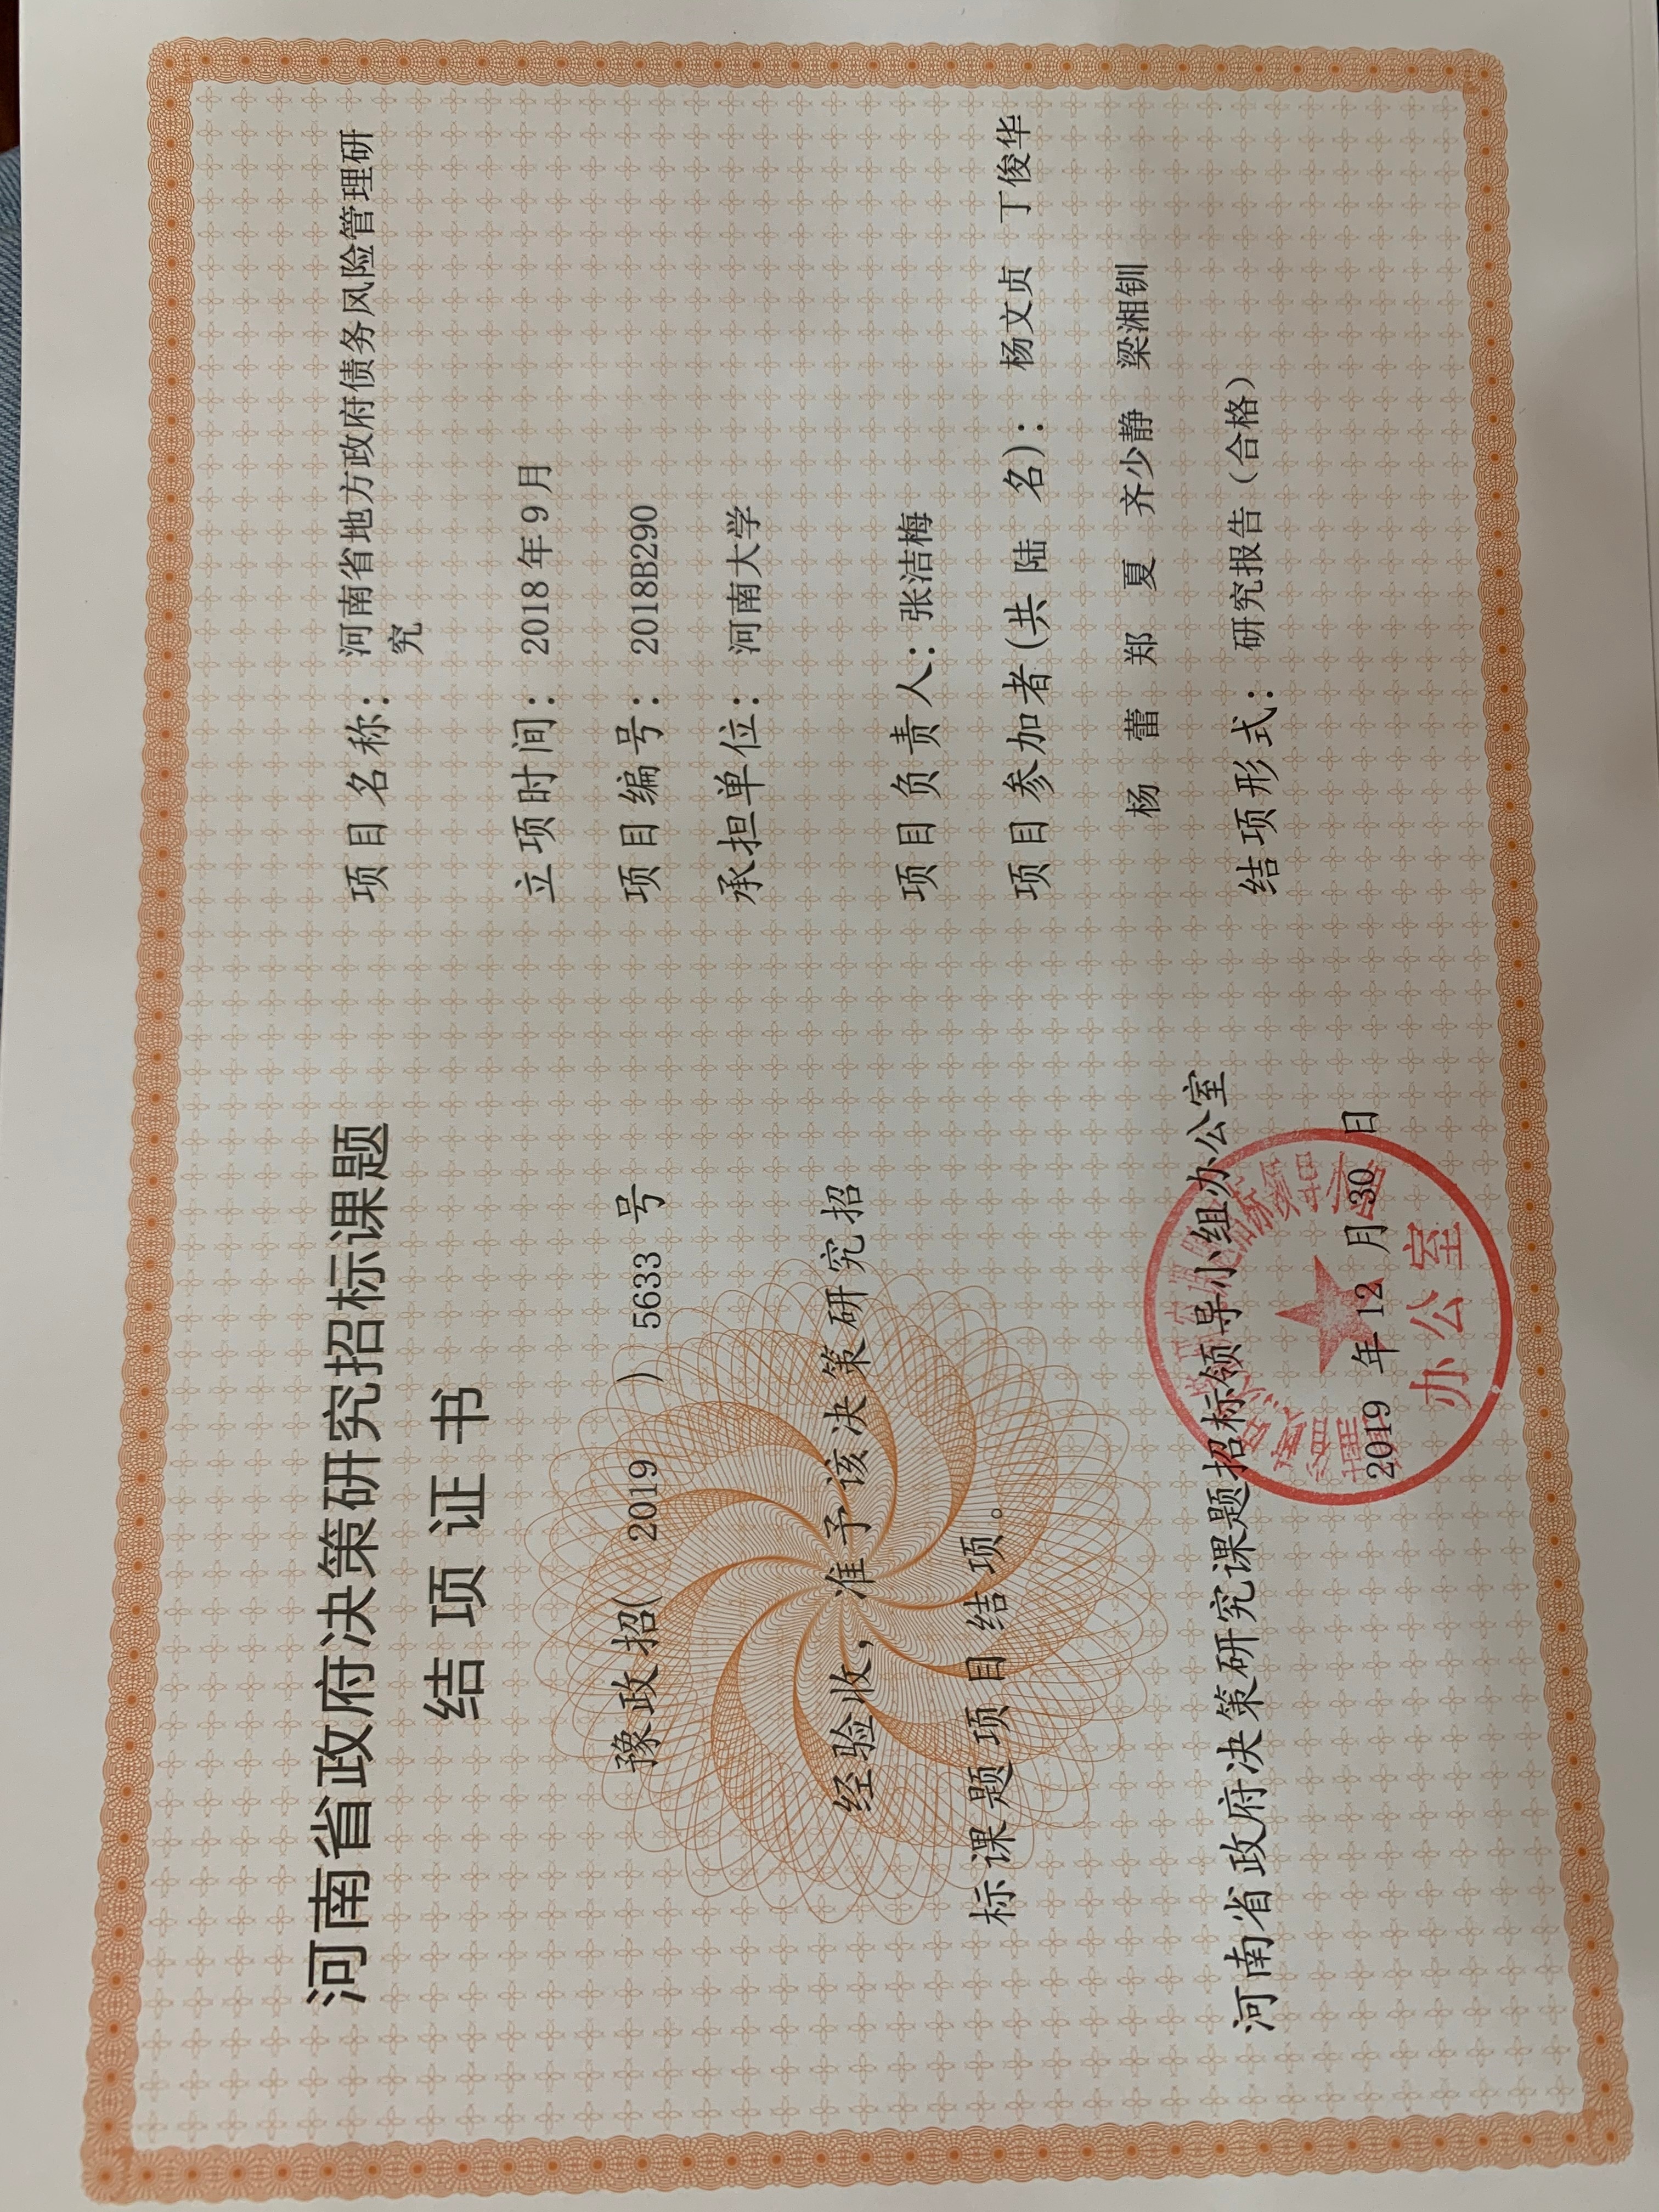 河南省政府决策研究招标课题
结项证书
豫政招( 2019 ) 5633 号
经验收，准予该决策研究招
标课题项目结项。
河南省政府决策研究课题招标领导小组办公室
2019 年 12 月 30 日
办公室
项目名称： 河南省地方政府债务风险管理研
究
立项时间： 2018 年 9 月
项目编号： 2018B290
承担单位： 河南大学
项目负责人：张洁梅
项目参加者(共 陆 名)： 杨文贞 丁俊华
杨 蕾 郑 夏 齐少静 梁湘钏
结项形式： 研究报告（合格）